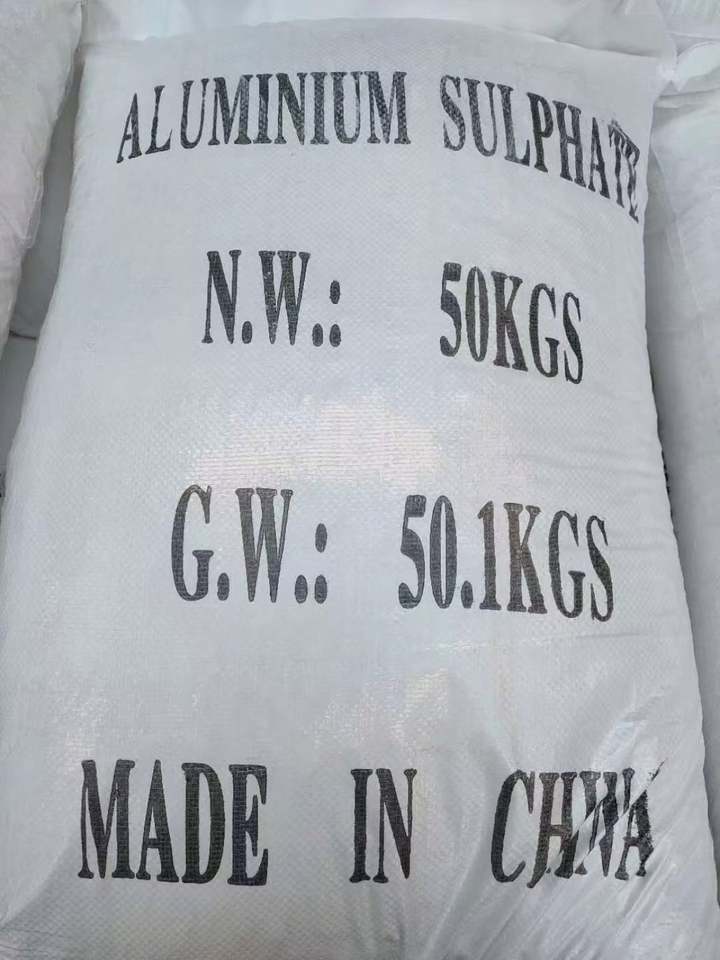 ALUMINIUM SULPHATE
N.W.: 50KGS
G.W.: 50.1KGS
MADE IN CHINA